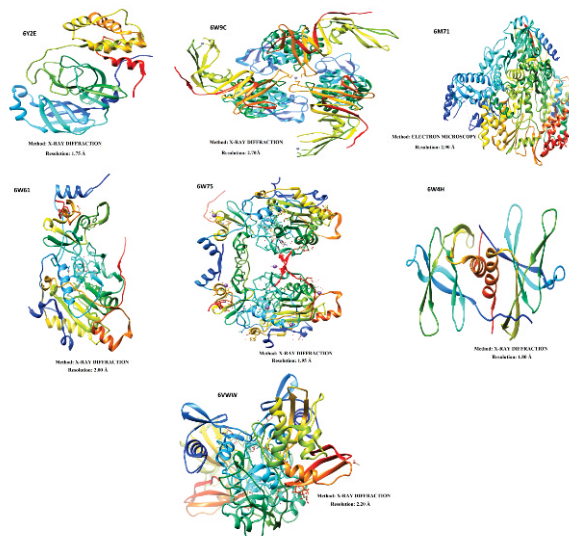 6Y2E
Method: X-RAY DIFFRACTION
Resolution: 1.75 Å
6W9C
Method: X-RAY DIFFRACTION
Resolution: 2.70 Å
6M71
Method: ELECTRON MICROSCOPY
Resolution: 2.90 Å
6W61
Method: X-RAY DIFFRACTION
Resolution: 2.00 Å
6W75
Method: X-RAY DIFFRACTION
Resolution: 1.95 Å
6W4H
Method: X-RAY DIFFRACTION
Resolution: 1.80 Å
6VWW
Method: X-RAY DIFFRACTION
Resolution: 2.20 Å